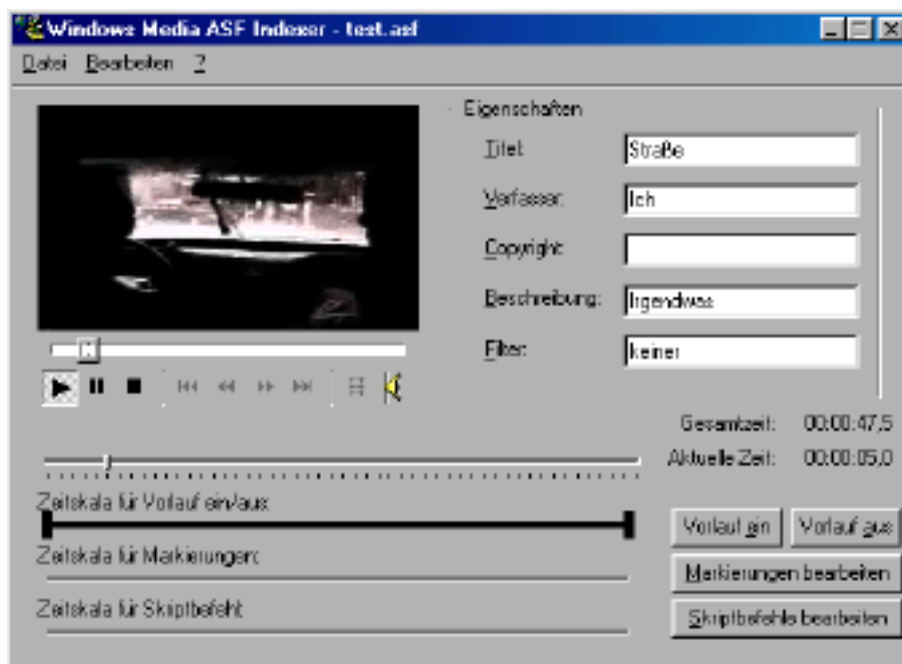 Windows Media ASF Indexer - test.asf
Datei Bearbeiten ?
Eigenschaften
Titel: Straße
Verfasser: Ich
Copyright:
Beschreibung: Irgendwas
Filter: keiner
Gesamtzeit: 00:00:47,5
Aktuelle Zeit: 00:00:05,0
Zeitskala für Vorlauf ein/aus:
Vorlauf ein Vorlauf aus
Zeitskala für Markierungen:
Markierungen bearbeiten
Zeitskala für Skriptbefehl:
Skriptbefehle bearbeiten